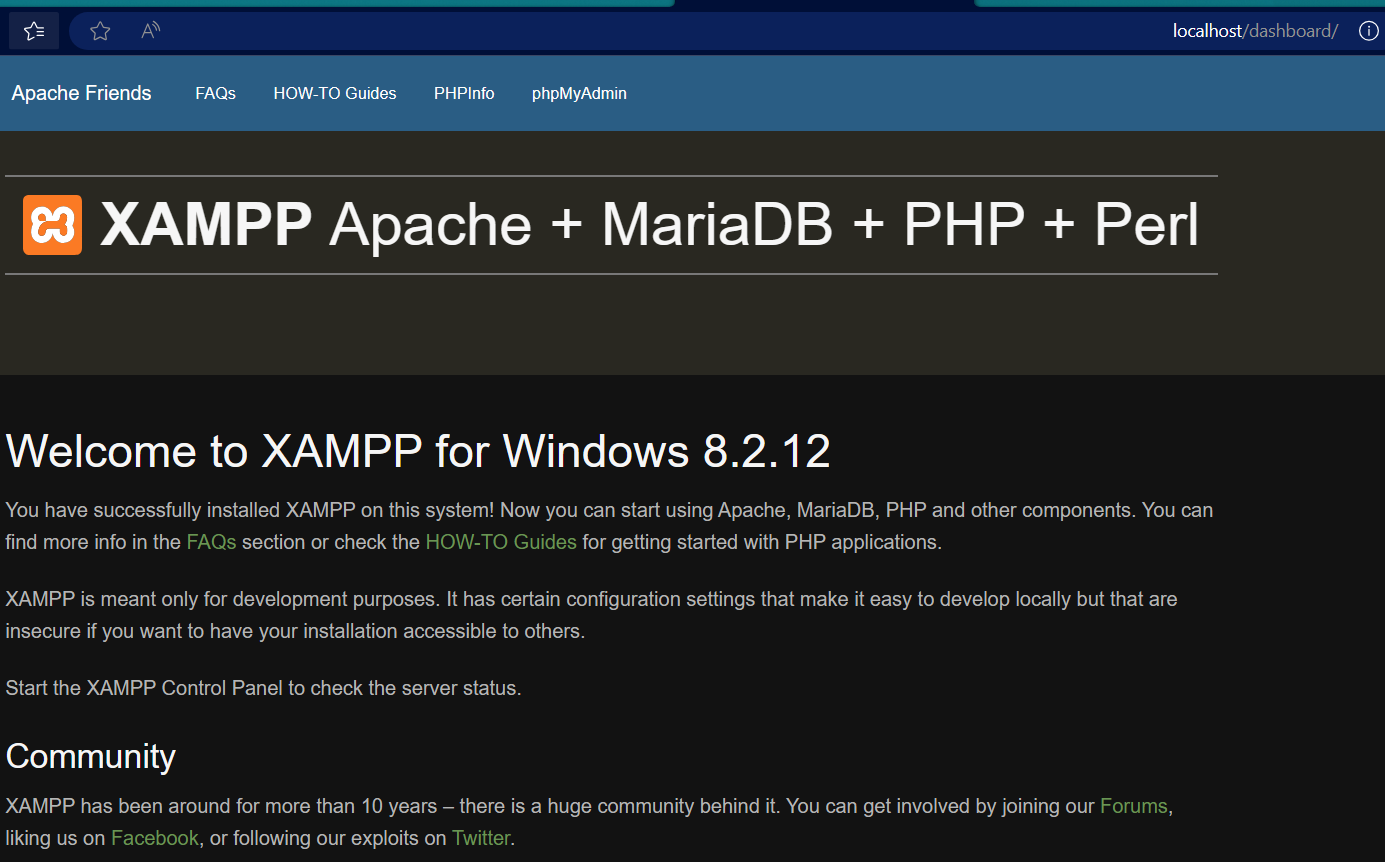 localhost/dashboard/
Apache Friends FAQs HOW-TO Guides PHPInfo phpMyAdmin
XAMPP Apache + MariaDB + PHP + Perl
Welcome to XAMPP for Windows 8.2.12
You have successfully installed XAMPP on this system! Now you can start using Apache, MariaDB, PHP and other components. You can
find more info in the FAQs section or check the HOW-TO Guides for getting started with PHP applications.
XAMPP is meant only for development purposes. It has certain configuration settings that make it easy to develop locally but that are
insecure if you want to have your installation accessible to others.
Start the XAMPP Control Panel to check the server status.
Community
XAMPP has been around for more than 10 years – there is a huge community behind it. You can get involved by joining our Forums,
liking us on Facebook, or following our exploits on Twitter.